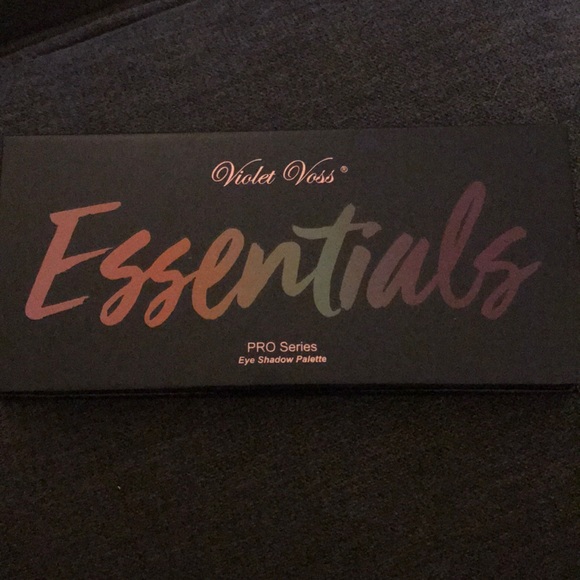 Violet Voss®
Essentials
PRO Series
Eye Shadow Palette